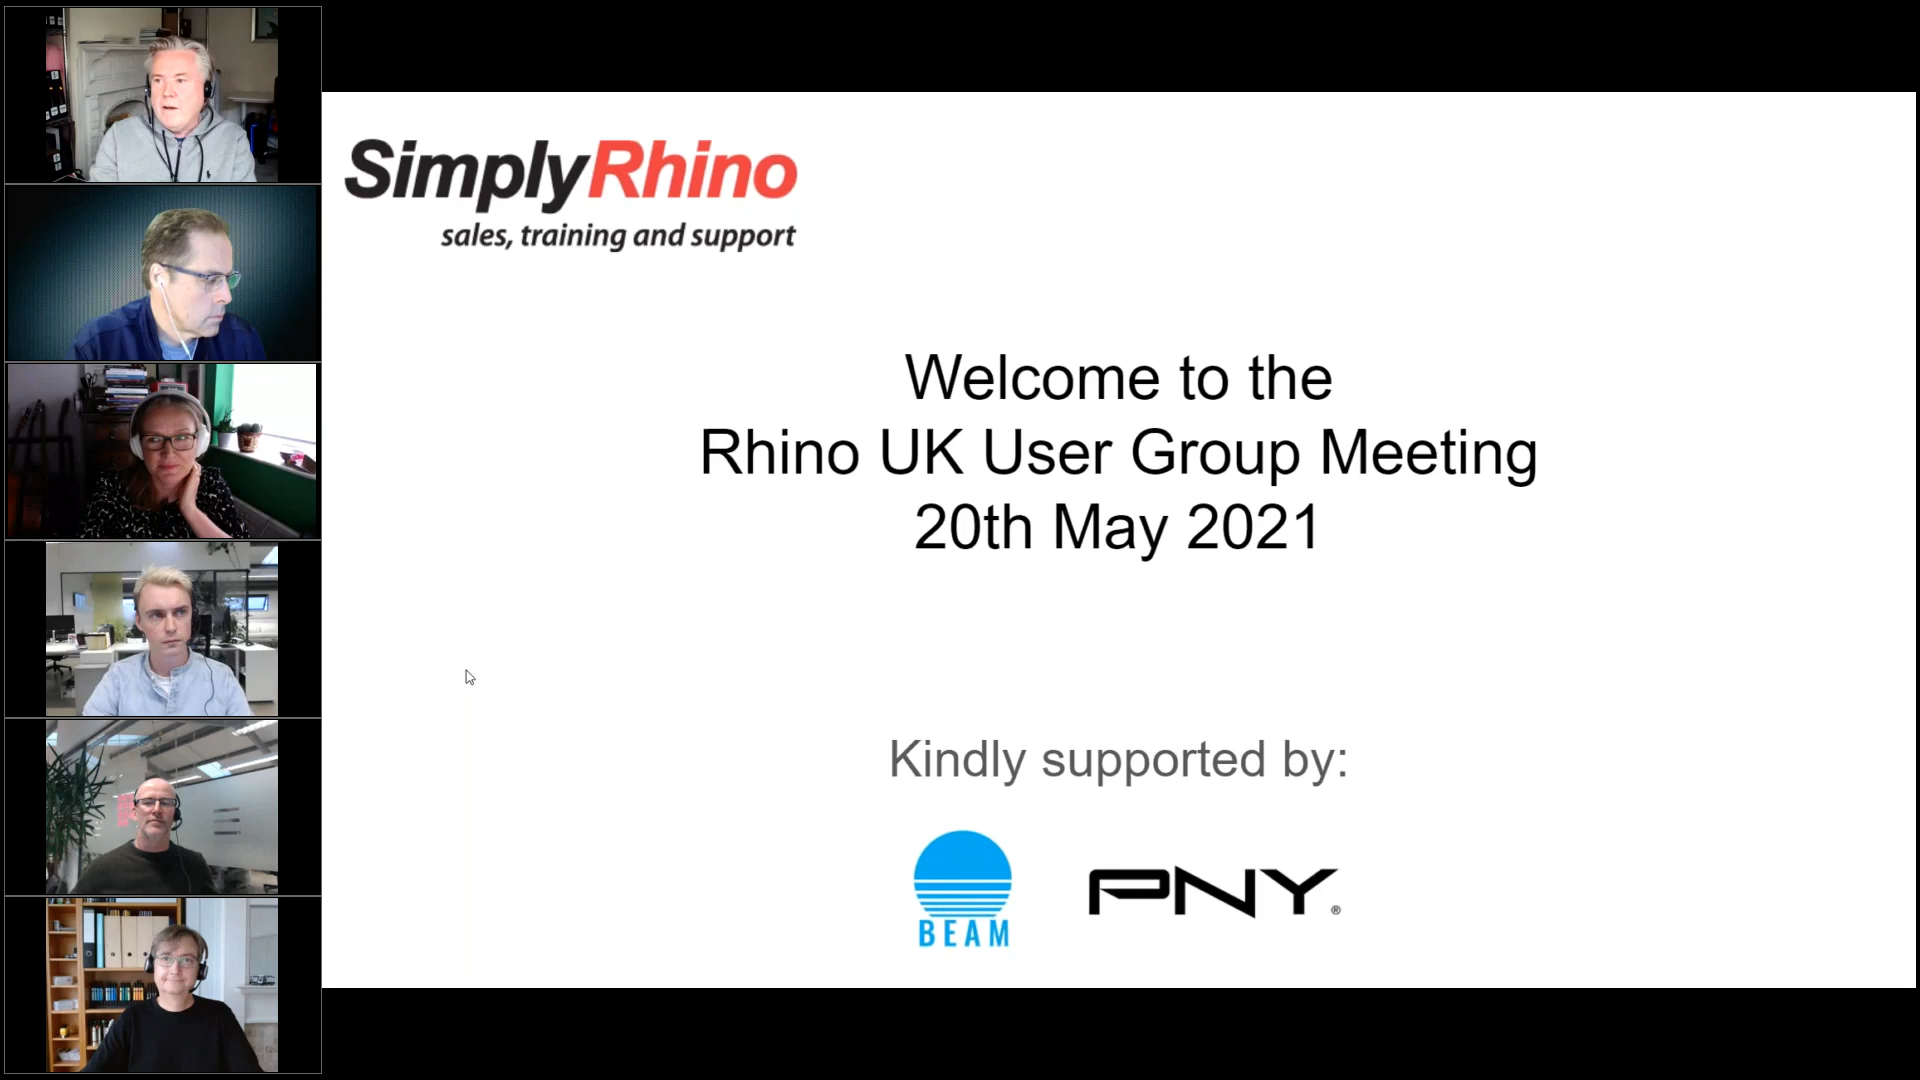 SimplyRhino
sales, training and support
Welcome to the
Rhino UK User Group Meeting
20th May 2021
Kindly supported by:
BEAM
PNY®